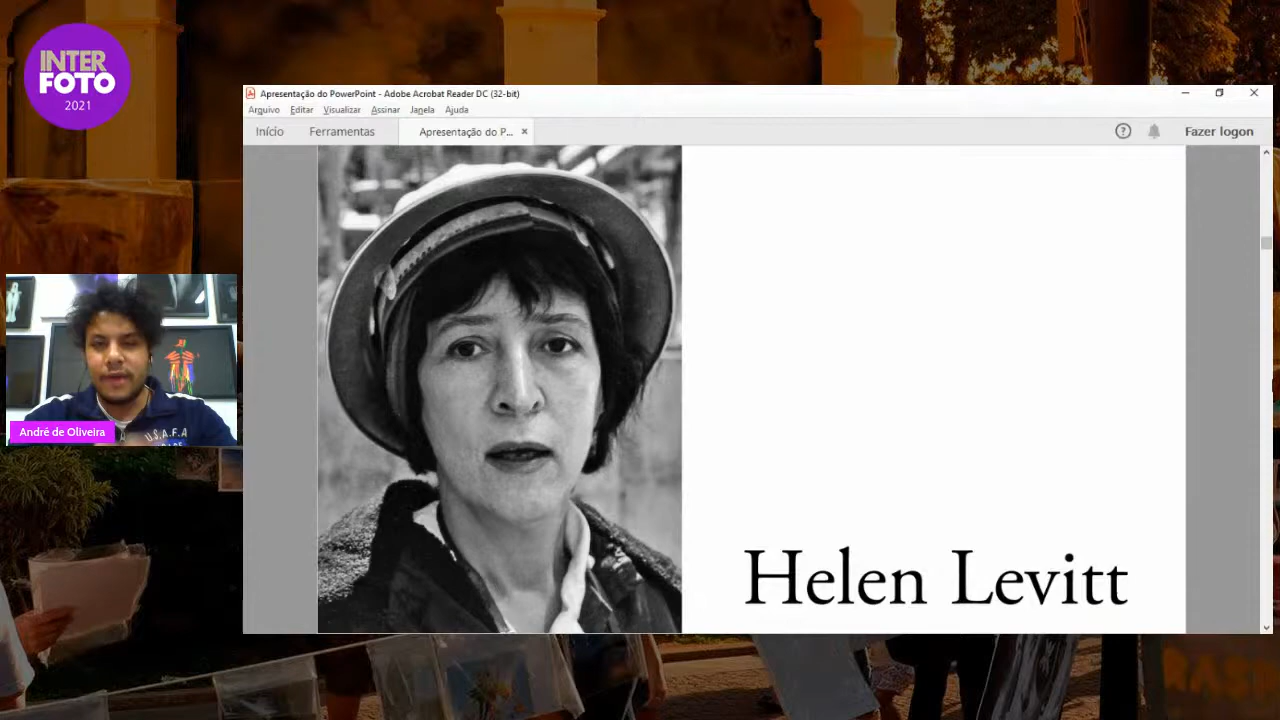 INTER
FOTO
2021
Apresentação do PowerPoint - Adobe Acrobat Reader DC (32-bit)
Arquivo Editar Visualizar Assinar Janela Ajuda
Início Ferramentas Apresentação do P... ×
Fazer logon
Helen Levitt
André de Oliveira
U.S.A.F.A